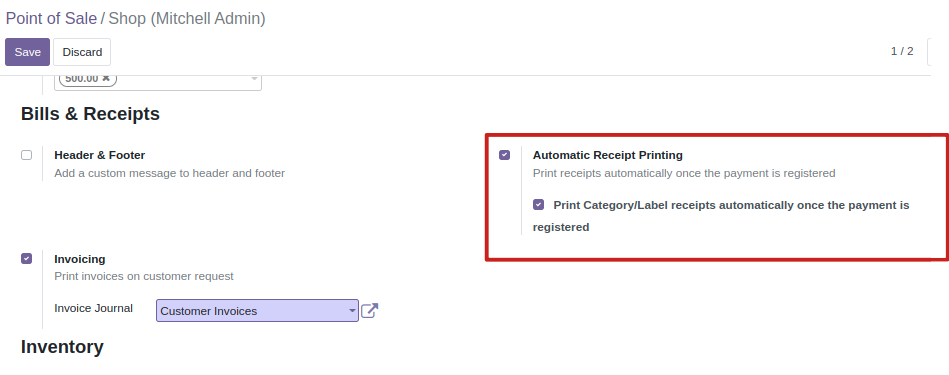 Point of Sale / Shop (Mitchell Admin)
Save Discard 1 / 2
500.00 ✖
Bills & Receipts
Header & Footer
Add a custom message to header and footer
Automatic Receipt Printing
Print receipts automatically once the payment is registered
Print Category/Label receipts automatically once the payment is
registered
Invoicing
Print invoices on customer request
Invoice Journal Customer Invoices
Inventory